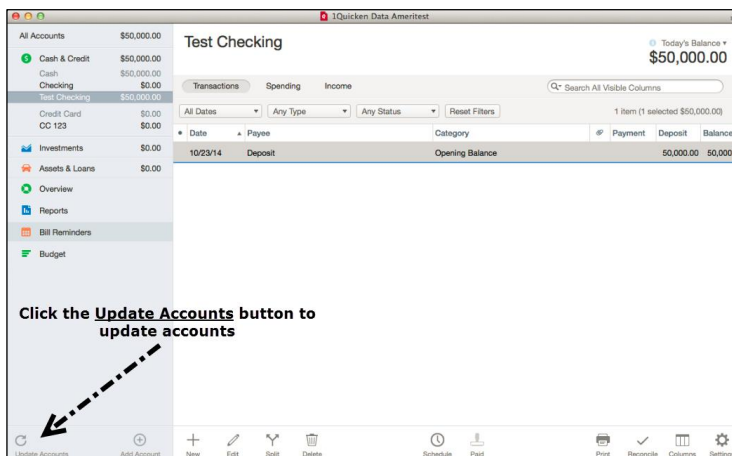 1Quicken Data Ameritest
All Accounts $50,000.00
Cash & Credit $50,000.00
Cash $50,000.00
Checking $0.00
Test Checking $50,000.00
Credit Card $0.00
CC 123 $0.00
Investments $0.00
Assets & Loans $0.00
Overview
Reports
Bill Reminders
Budget
Test Checking
Today's Balance
$50,000.00
Transactions Spending Income
Search All Visible Columns
All Dates Any Type Any Status Reset Filters 1 item (1 selected $50,000.00)
Date Payee Category Payment Deposit Balance
10/23/14 Deposit Opening Balance 50,000.00 50,000
Click the Update Accounts button to
update accounts
Update Accounts Add Account New Edit Split Delete Schedule Paid Print Reconcile Columns Settings